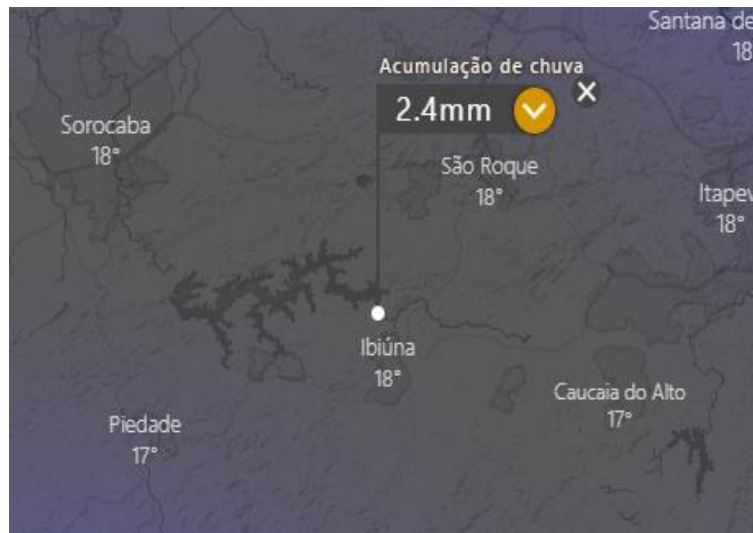 Santana de
18
Acumulação de chuva
2.4mm
Sorocaba
18°
São Roque
18°
Itapev
18°
Ibiúna
18°
Caucaia do Alto
17°
Piedade
17°